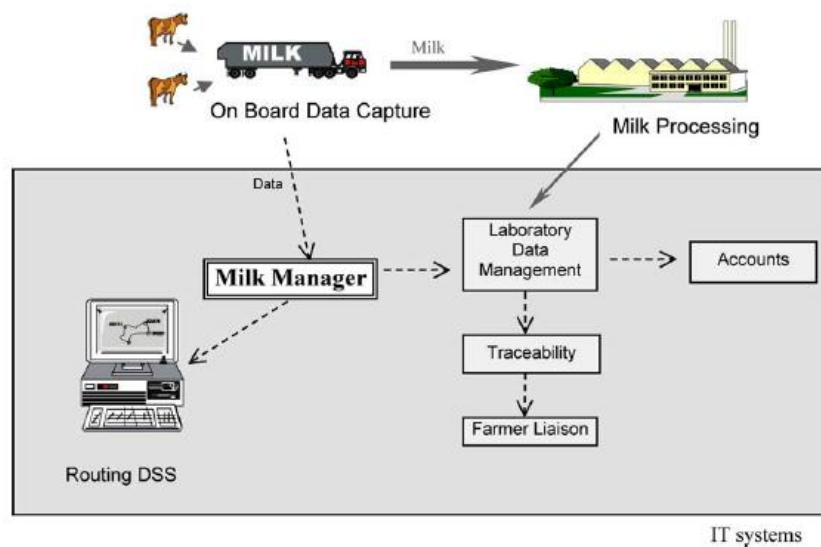 MILK
Milk
On Board Data Capture
Milk Processing
Data
Laboratory
Data
Management
Accounts
Milk Manager
Traceability
Farmer Liaison
Routing DSS
IT systems